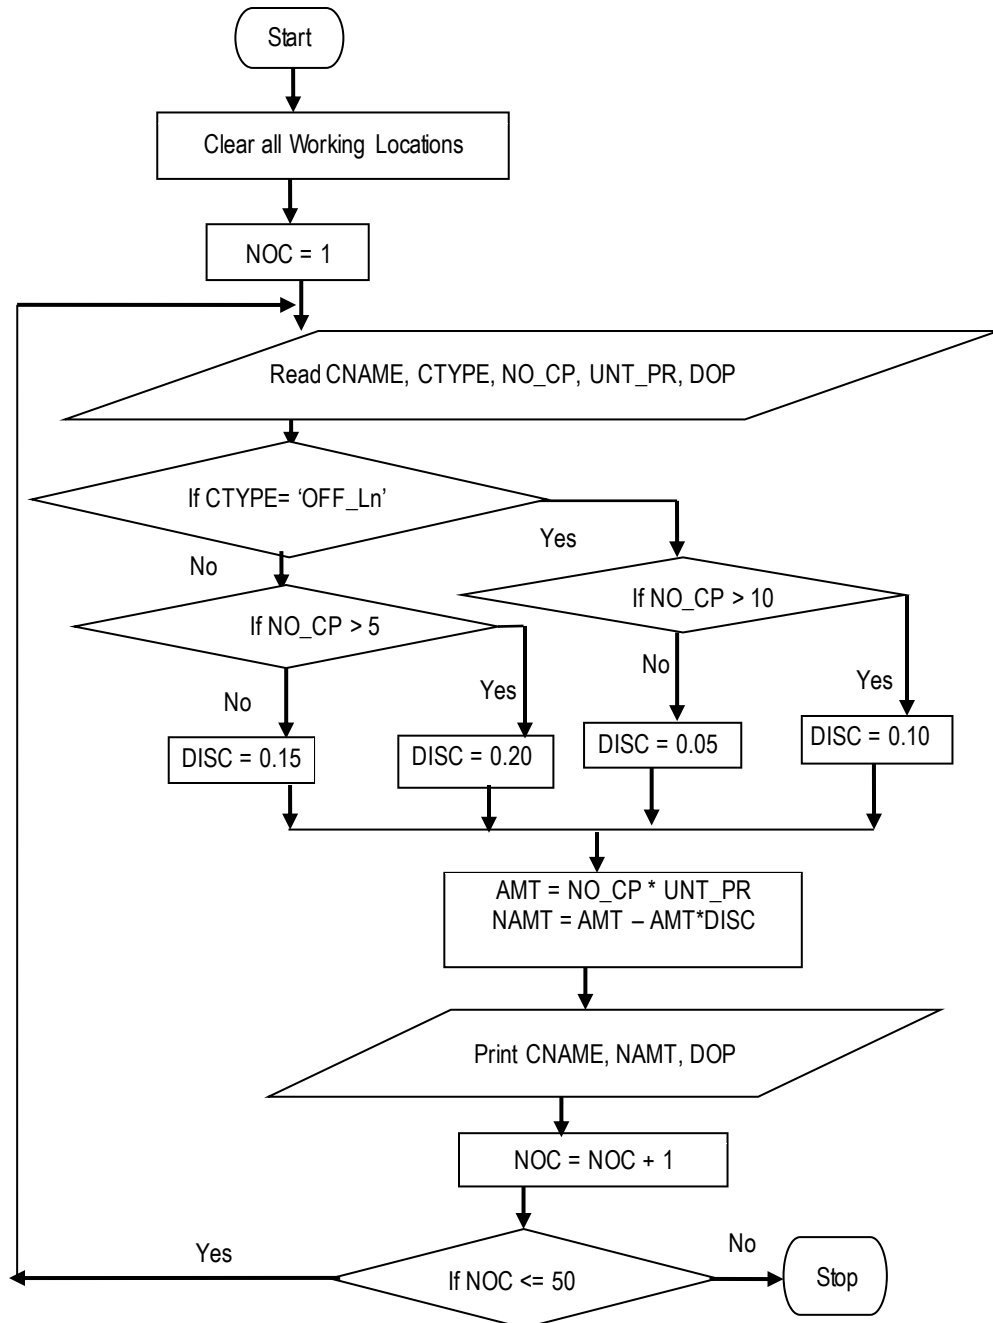 Start
Clear all Working Locations
NOC = 1
Read CNAME, CTYPE, NO_CP, UNT_PR, DOP
If CTYPE= ‘OFF_Ln’
Yes
No
If NO_CP > 10
If NO_CP > 5
No
Yes
No
Yes
DISC = 0.15
DISC = 0.20
DISC = 0.05
DISC = 0.10
AMT = NO_CP * UNT_PR
NAMT = AMT – AMT*DISC
Print CNAME, NAMT, DOP
NOC = NOC + 1
Yes
No
If NOC <= 50
Stop